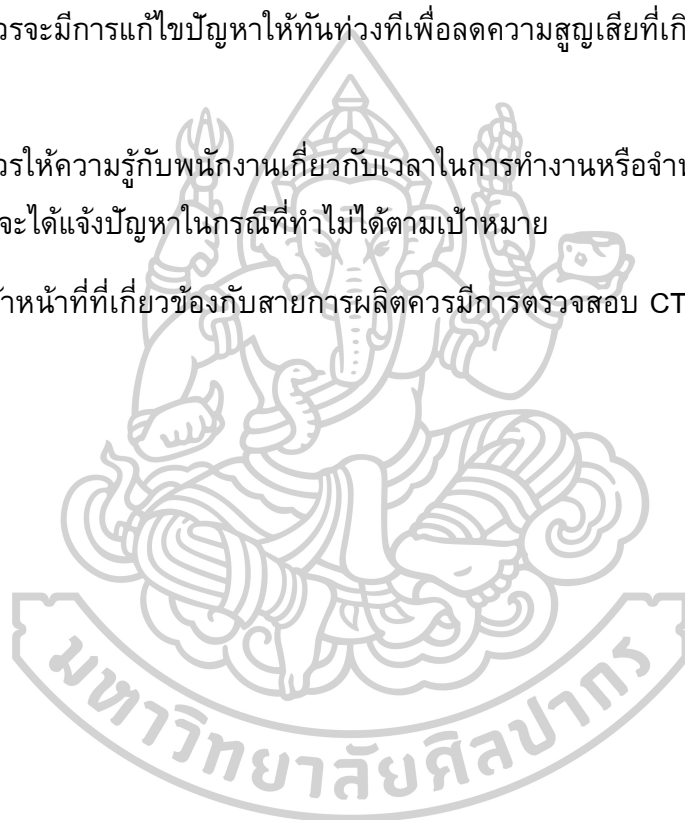 วรจะมีการแก้ไขปัญหาให้ทันท่วงทีเพื่อลดความสูญเสียที่เกิ
วรให้ความรู้กับพนักงานเกี่ยวกับเวลาในการทำงานหรือจำน
จะได้แจ้งปัญหาในกรณีที่ทำไม่ได้ตามเป้าหมาย
จ้าหน้าที่ที่เกี่ยวข้องกับสายการผลิตควรมีการตรวจสอบ CT
มหาวิทยาลัยศิลปากร